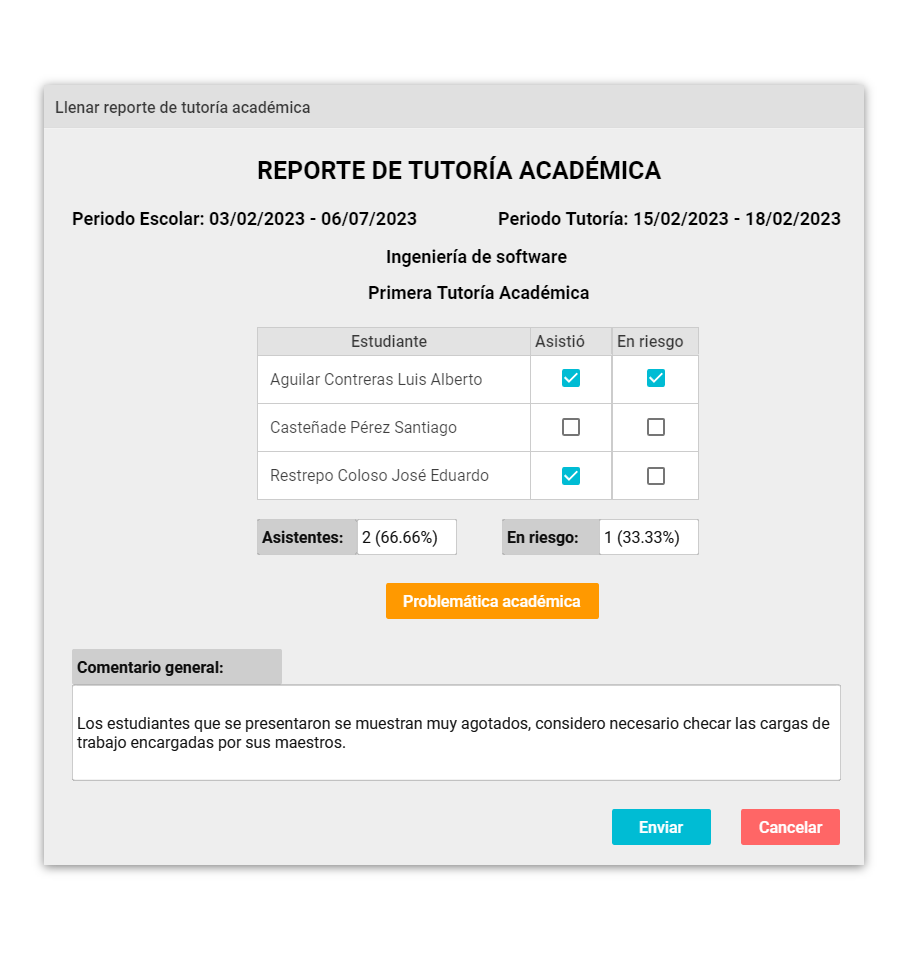 Llenar reporte de tutoría académica
REPORTE DE TUTORÍA ACADÉMICA
Periodo Escolar: 03/02/2023 - 06/07/2023 Periodo Tutoría: 15/02/2023 - 18/02/2023
Ingeniería de software
Primera Tutoría Académica
Estudiante Asistió En riesgo
Aguilar Contreras Luis Alberto
Casteñade Pérez Santiago
Restrepo Coloso José Eduardo
Asistentes: 2 (66.66%) En riesgo: 1 (33.33%)
Problemática académica
Comentario general:
Los estudiantes que se presentaron se muestran muy agotados, considero necesario checar las cargas de
trabajo encargadas por sus maestros.
Enviar Cancelar